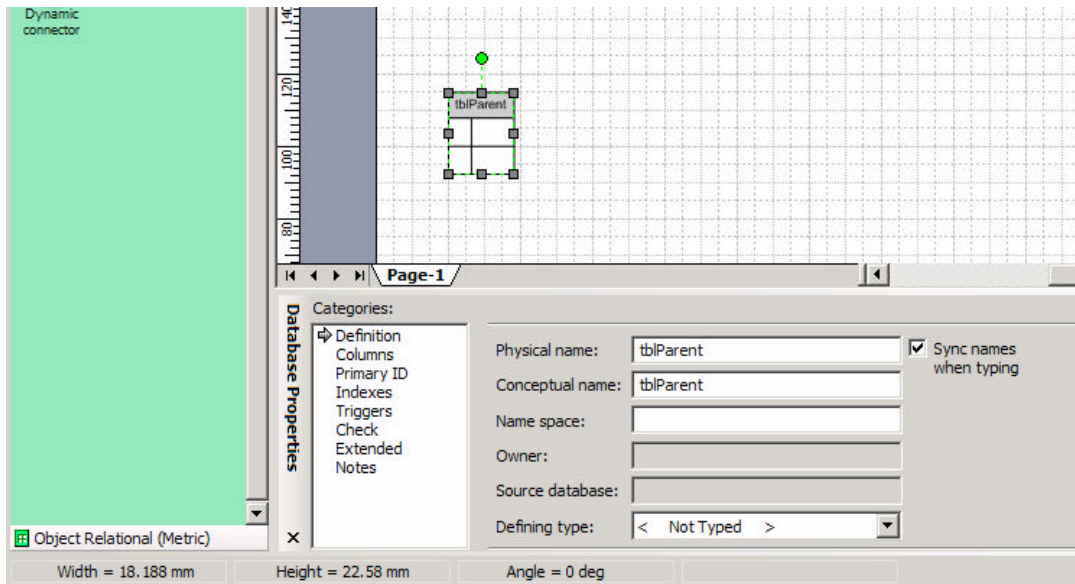 Dynamic
connector
140
120
100
80
tblParent
Page-1
Database Properties
Categories:
Definition
Columns
Primary ID
Indexes
Triggers
Check
Extended
Notes
Physical name: tblParent
Sync names
when typing
Conceptual name: tblParent
Name space:
Owner:
Source database:
Defining type: < Not Typed >
Object Relational (Metric)
Width = 18.188 mm Height = 22.58 mm Angle = 0 deg